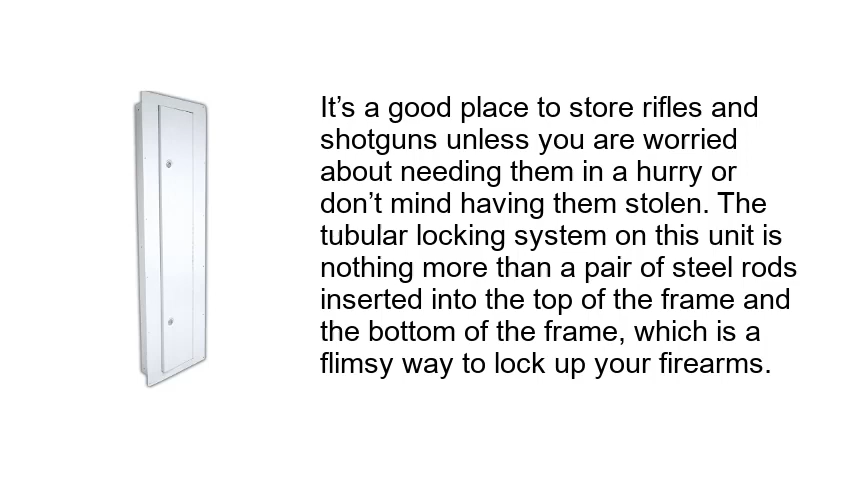 It’s a good place to store rifles and
shotguns unless you are worried
about needing them in a hurry or
don’t mind having them stolen. The
tubular locking system on this unit is
nothing more than a pair of steel rods
inserted into the top of the frame and
the bottom of the frame, which is a
flimsy way to lock up your firearms.